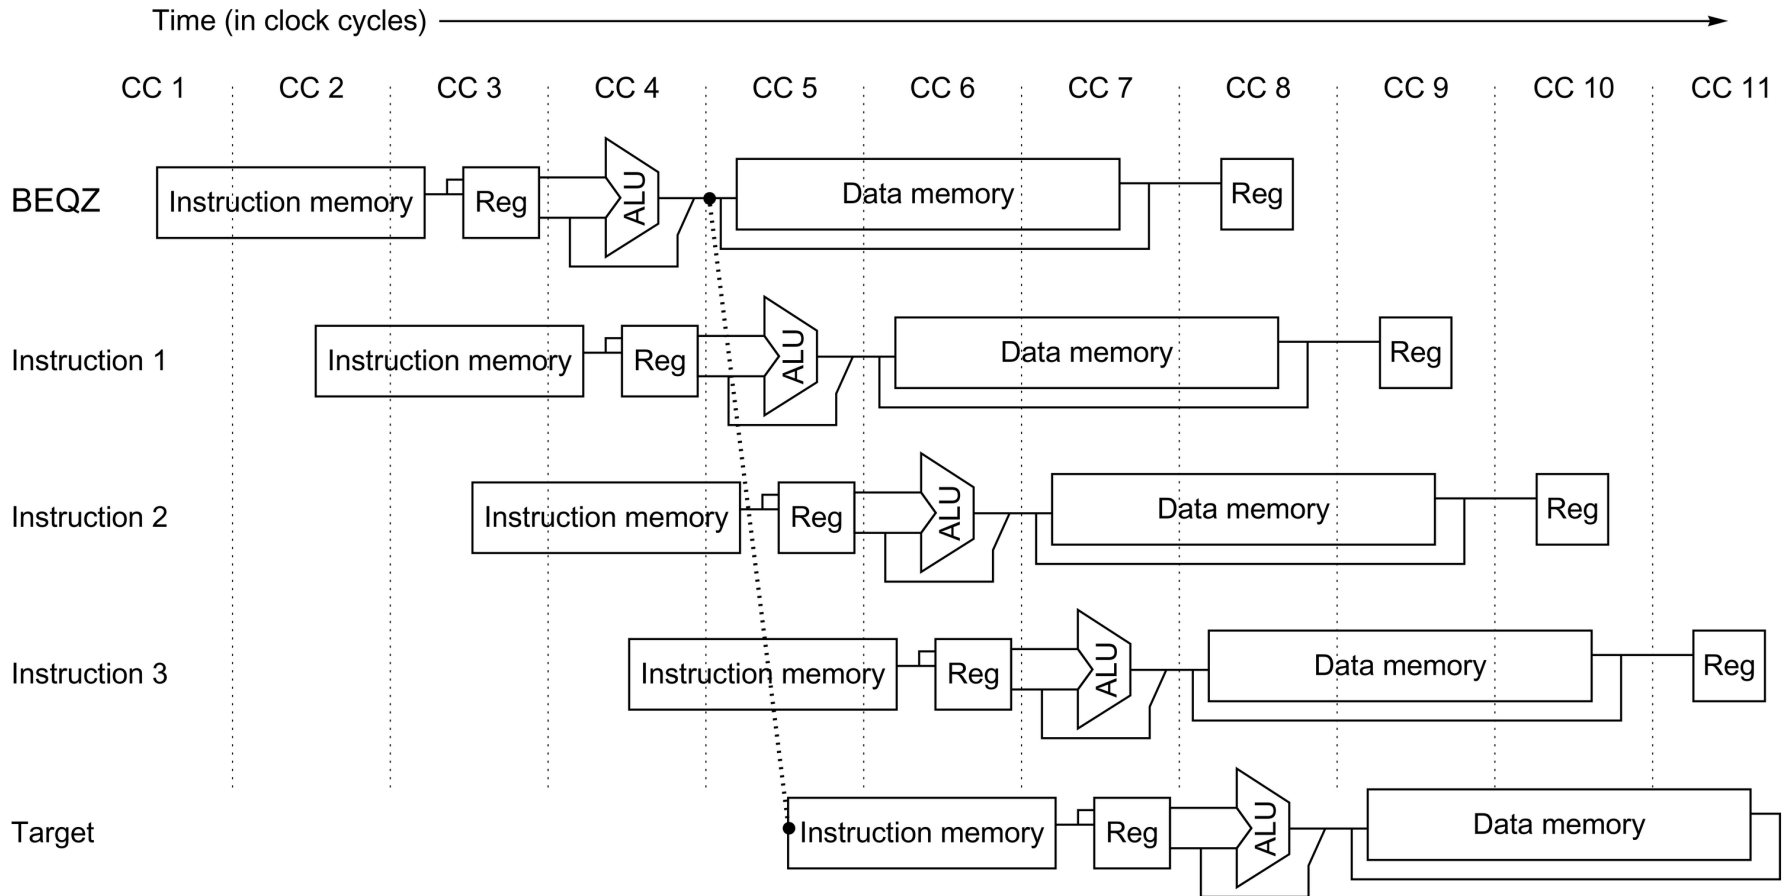 Time (in clock cycles)
CC 1 CC 2 CC 3 CC 4 CC 5 CC 6 CC 7 CC 8 CC 9 CC 10 CC 11
BEQZ Instruction memory Reg ALU Data memory Reg
Instruction 1 Instruction memory Reg ALU Data memory Reg
Instruction 2 Instruction memory Reg ALU Data memory Reg
Instruction 3 Instruction memory Reg ALU Data memory Reg
Target Instruction memory Reg ALU Data memory